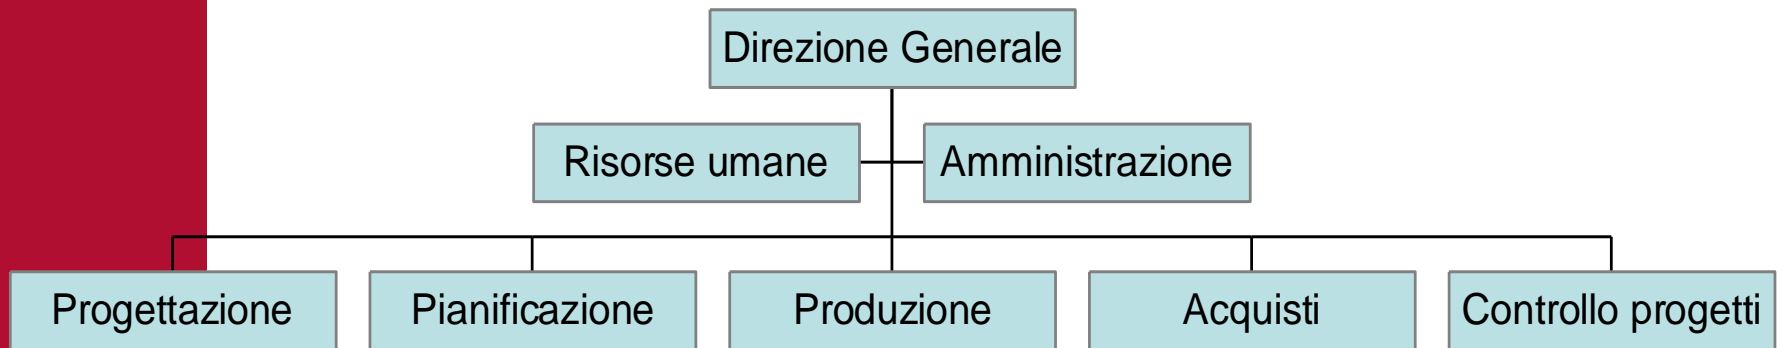 Direzione Generale
Risorse umane
Amministrazione
Progettazione
Pianificazione
Produzione
Acquisti
Controllo progetti